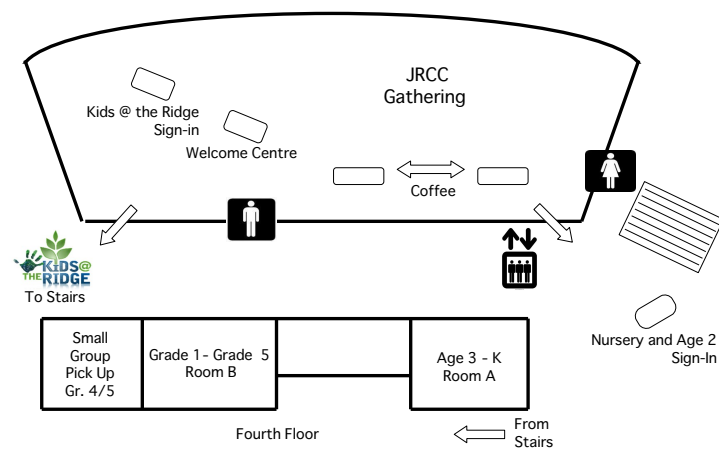 JRCC
Gathering
Kids @ the Ridge
Sign-in
Welcome Centre
Coffee
KiDS@
THE RIDGE
To Stairs
Nursery and Age 2
Sign-In
Small
Group
Pick Up
Gr. 4/5
Grade 1 - Grade 5
Room B
Age 3 - K
Room A
Fourth Floor
From
Stairs